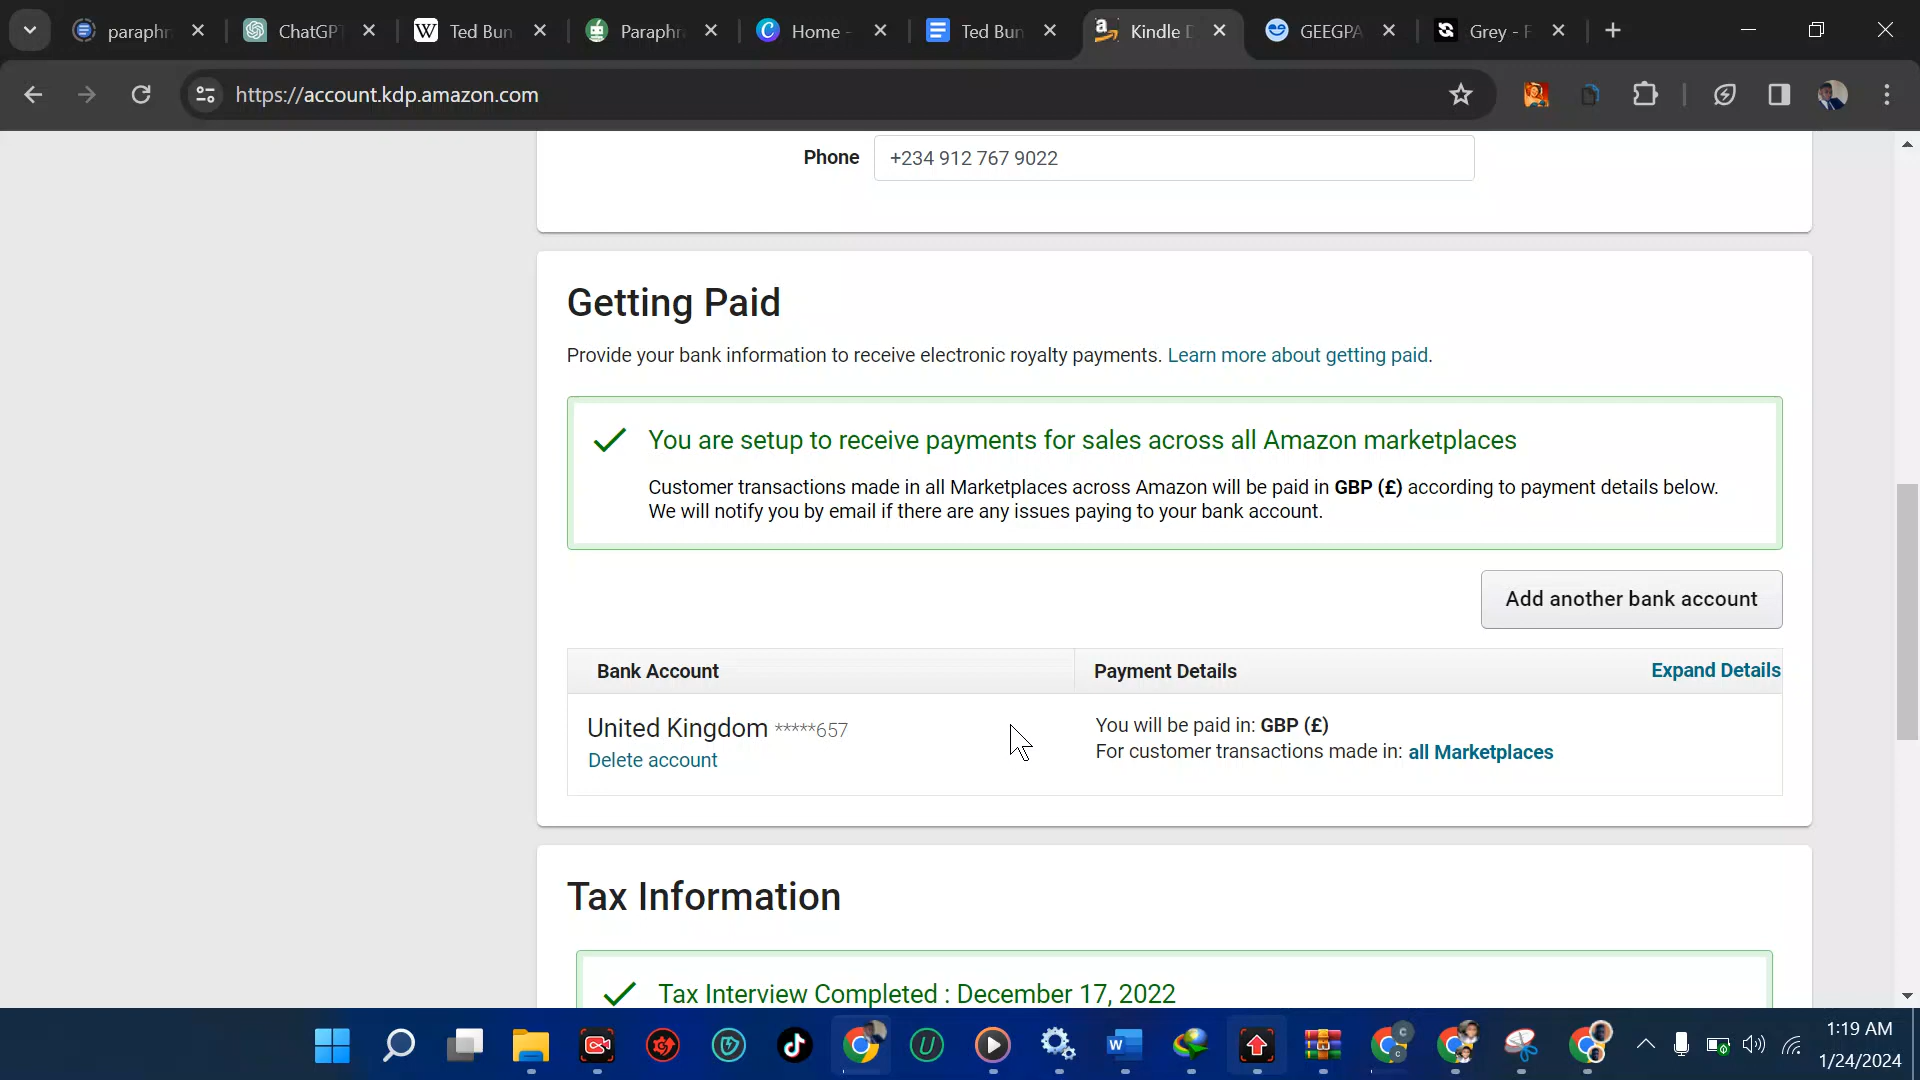 paraphr
ChatGP
Ted Bun
Paraphr
Home -
Ted Bun
Kindle D
GEEGPA
Grey - F
https://account.kdp.amazon.com
Phone
+234 912 767 9022
Getting Paid
Provide your bank information to receive electronic royalty payments. Learn more about getting paid.
You are setup to receive payments for sales across all Amazon marketplaces
Customer transactions made in all Marketplaces across Amazon will be paid in GBP (£) according to payment details below.
We will notify you by email if there are any issues paying to your bank account.
Add another bank account
Bank Account
Payment Details
Expand Details
United Kingdom *****657
Delete account
You will be paid in: GBP (£)
For customer transactions made in: all Marketplaces
Tax Information
Tax Interview Completed : December 17, 2022
1:19 AM
1/24/2024